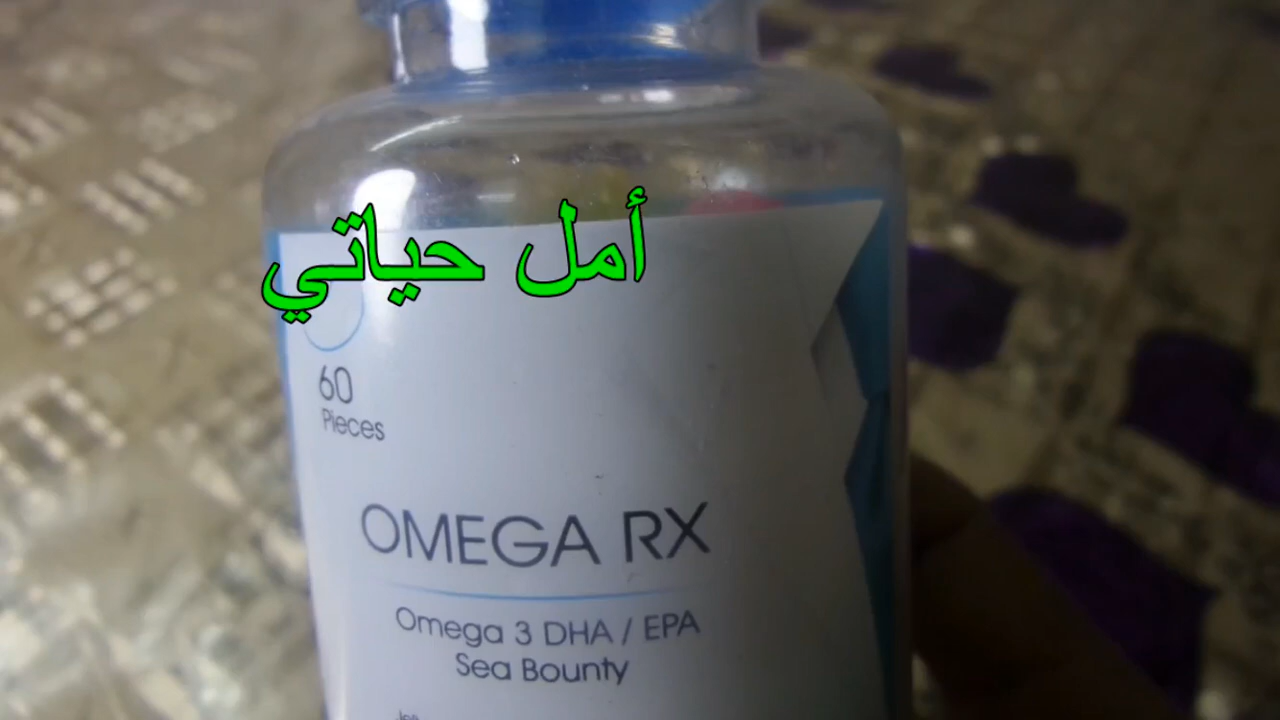 أمل حياتي
60
Pieces
OMEGA RX
Omega 3 DHA / EPA
Sea Bounty